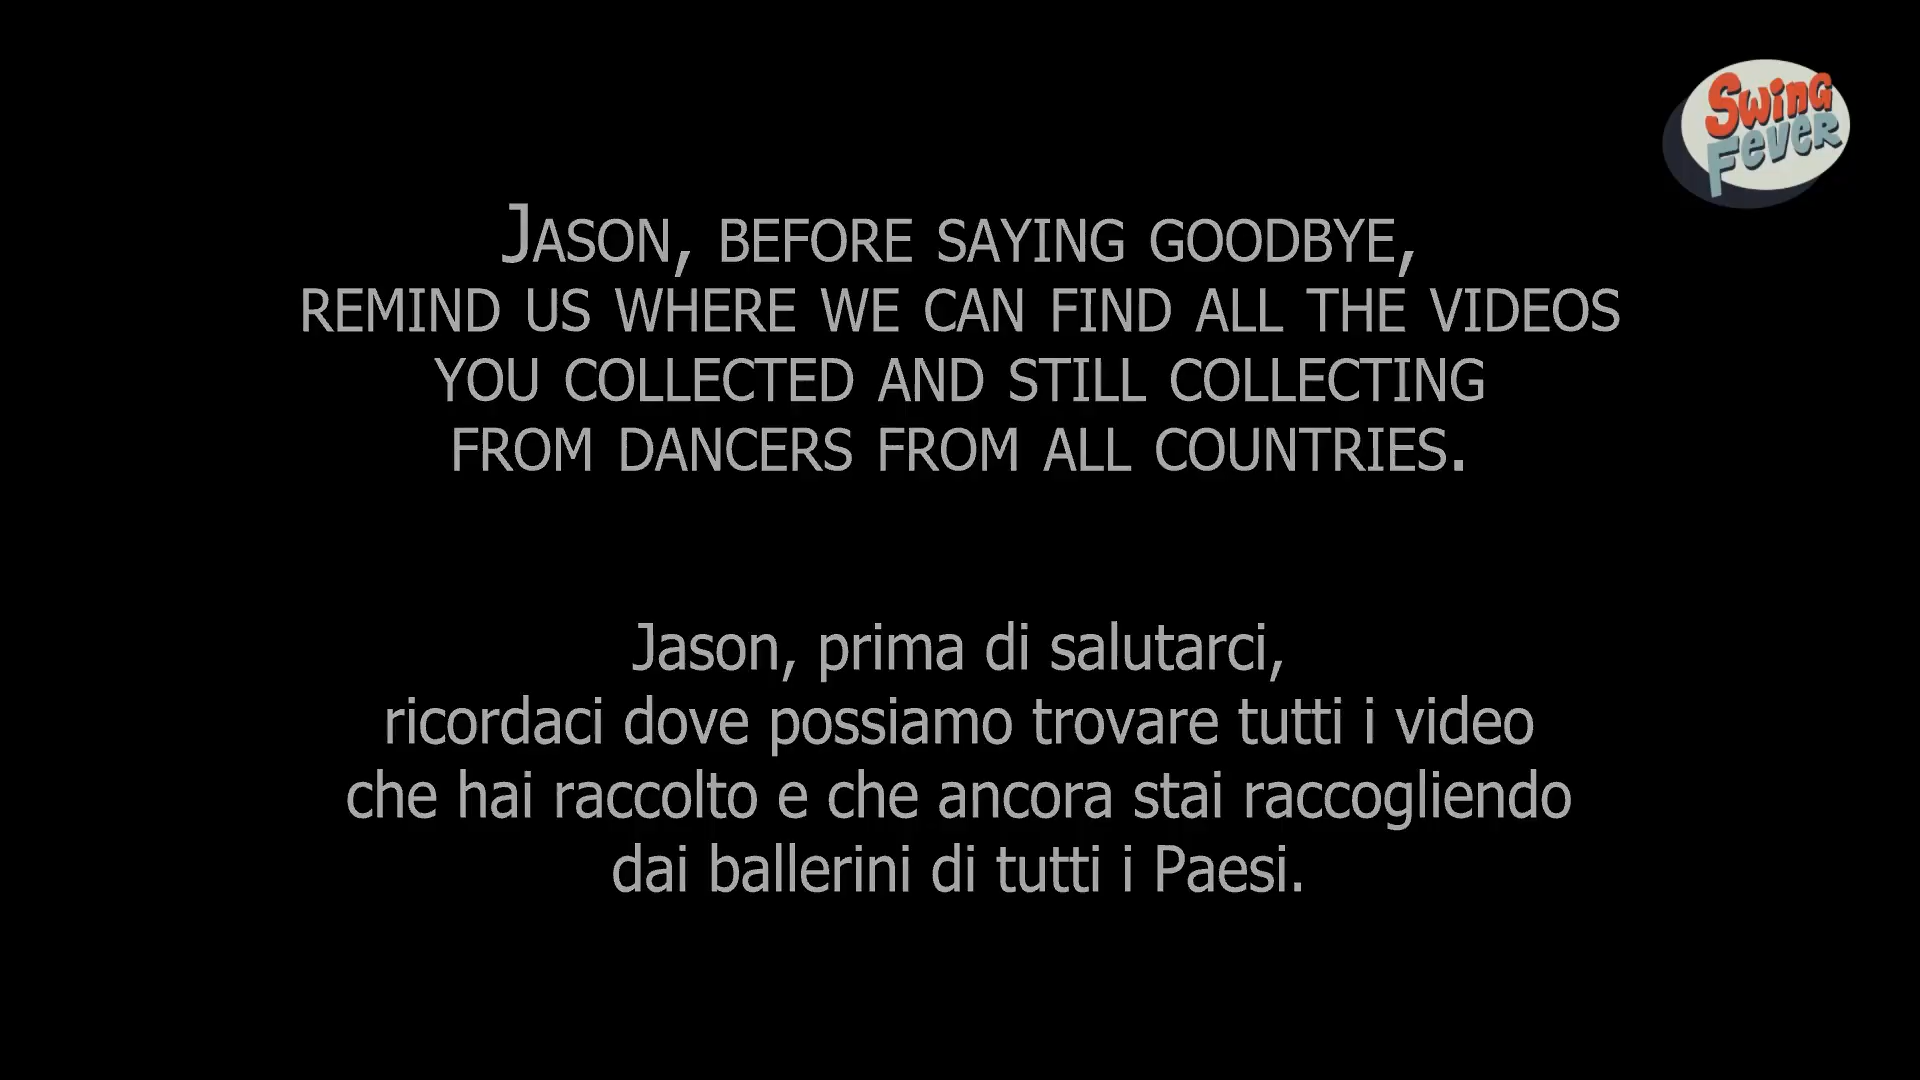 Swing
Fever
Jason, before saying goodbye,
remind us where we can find all the videos
you collected and still collecting
from dancers from all countries.
Jason, prima di salutarci,
ricordaci dove possiamo trovare tutti i video
che hai raccolto e che ancora stai raccogliendo
dai ballerini di tutti i Paesi.